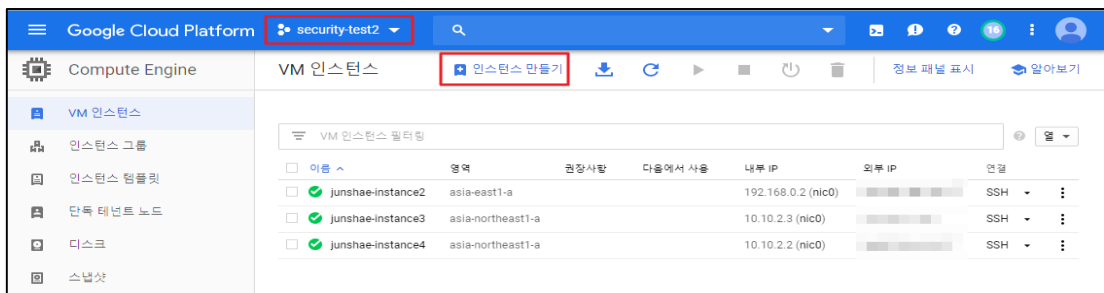 Google Cloud Platform security-test2
16
Compute Engine VM 인스턴스 인스턴스 만들기 정보 패널 표시 알아보기
VM 인스턴스
인스턴스 그룹
인스턴스 템플릿
단독 테넌트 노드
디스크
스냅샷
VM 인스턴스 필터링 열
이름 영역 권장사항 다음에서 사용 내부 IP 외부 IP 연결
junshae-instance2 asia-east1-a 192.168.0.2 (nic0) SSH
junshae-instance3 asia-northeast1-a 10.10.2.3 (nic0) SSH
junshae-instance4 asia-northeast1-a 10.10.2.2 (nic0) SSH